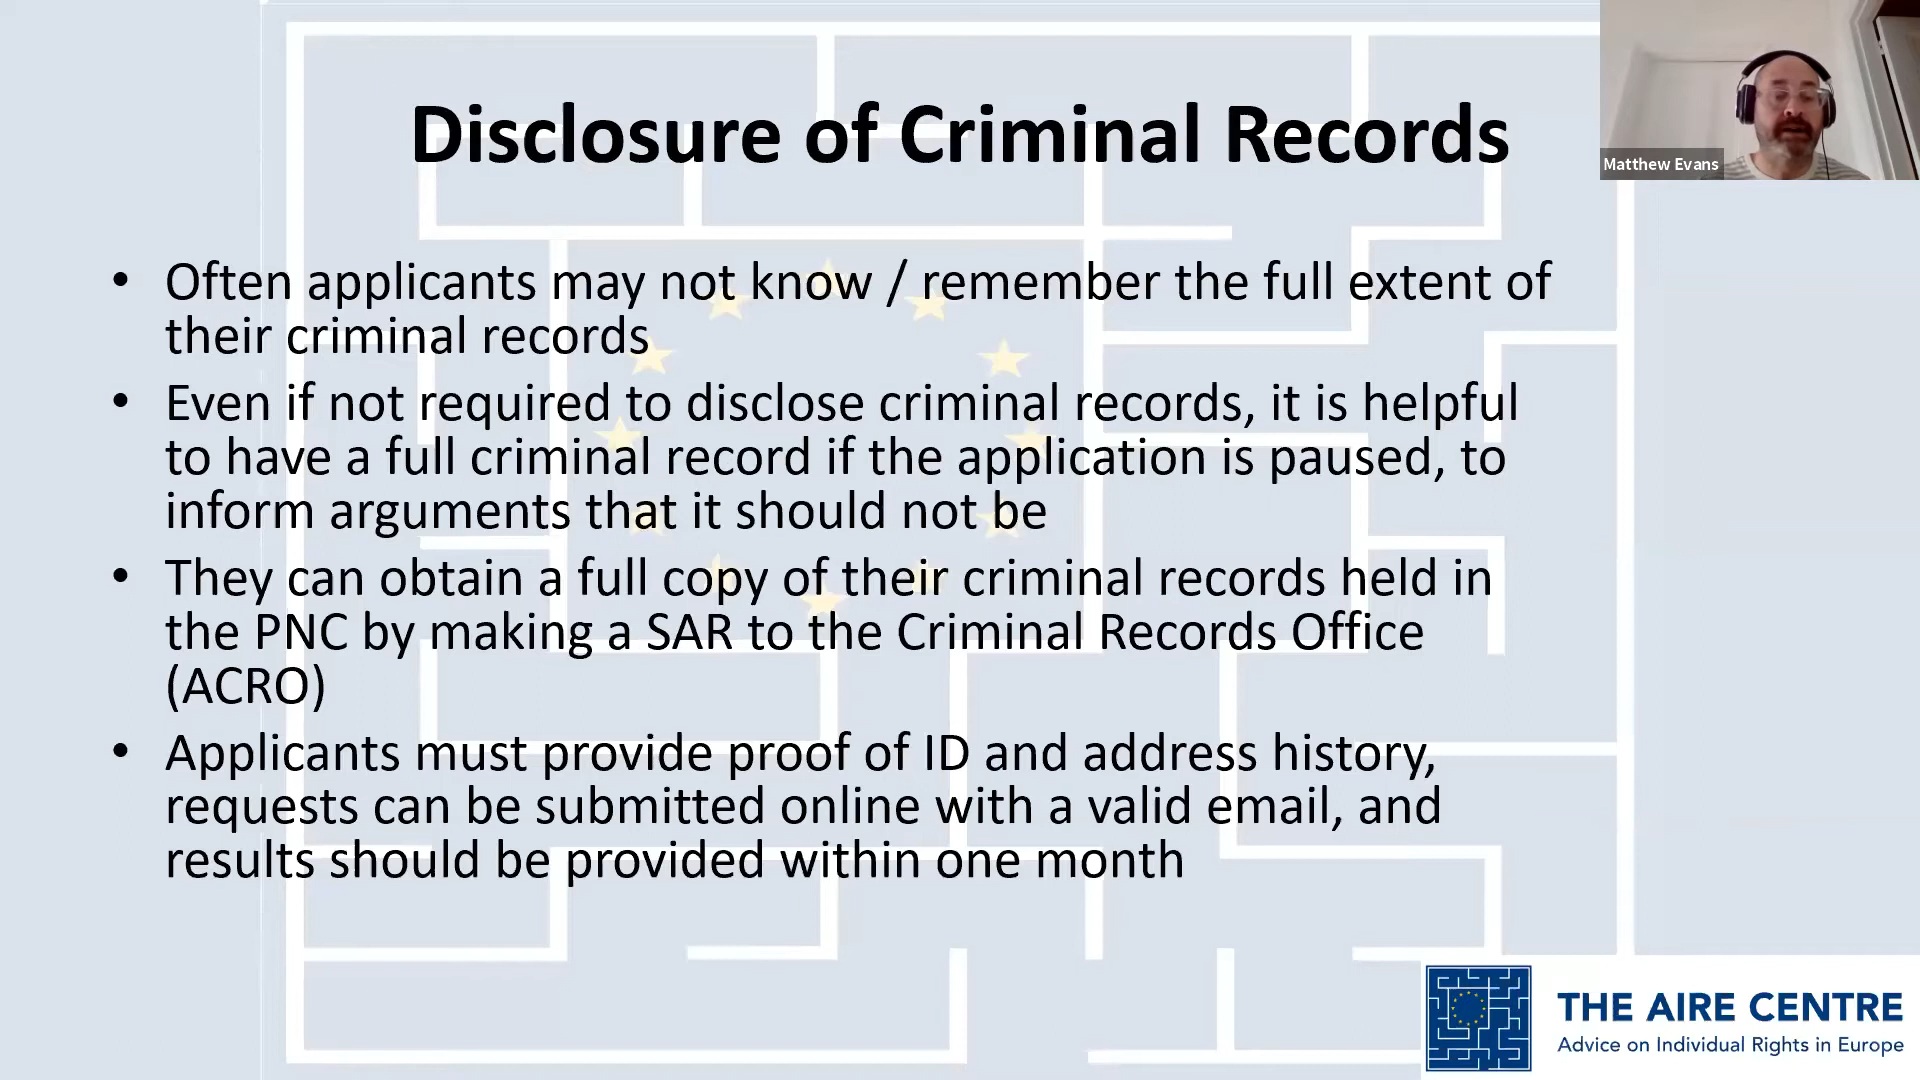 Disclosure of Criminal Records
Matthew Evans
• Often applicants may not know / remember the full extent of
their criminal records
• Even if not required to disclose criminal records, it is helpful
to have a full criminal record if the application is paused, to
inform arguments that it should not be
• They can obtain a full copy of their criminal records held in
the PNC by making a SAR to the Criminal Records Office
(ACRO)
• Applicants must provide proof of ID and address history,
requests can be submitted online with a valid email, and
results should be provided within one month
THE AIRE CENTRE
Advice on Individual Rights in Europe